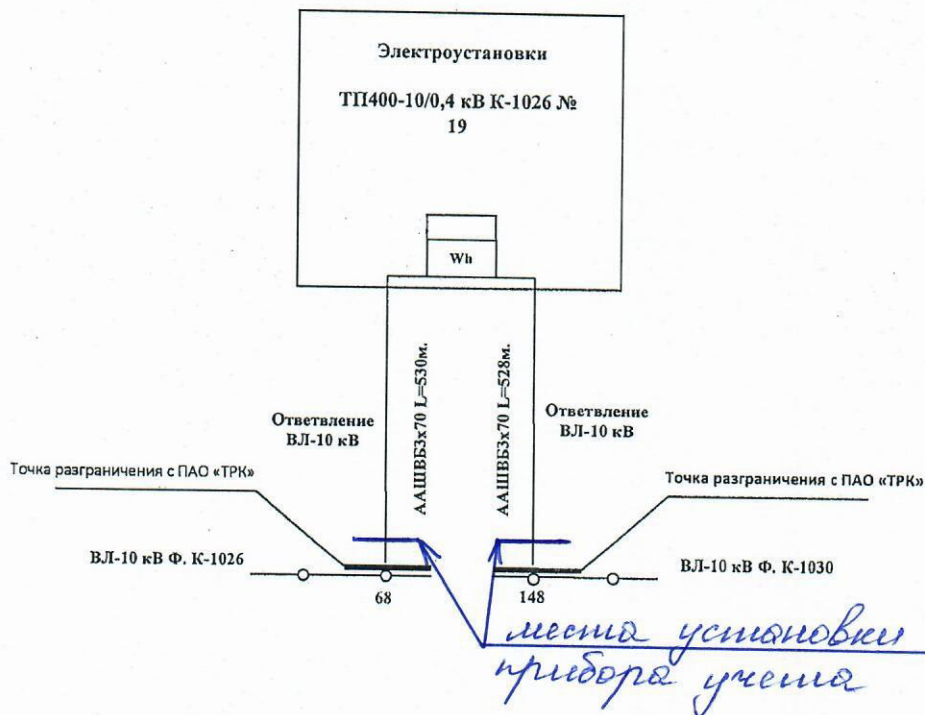 Электроустановки
ТП400-10/0,4 кВ К-1026 №
19
Wh
ААШВБ3х70 L=530м.
ААШВБ3х70 L=528м.
Ответвление
ВЛ-10 кВ
Ответвление
ВЛ-10 кВ
Точка разграничения с ПАО «ТРК»
Точка разграничения с ПАО «ТРК»
ВЛ-10 кВ Ф. К-1026
ВЛ-10 кВ Ф. К-1030
68
148
места установки
прибора учета